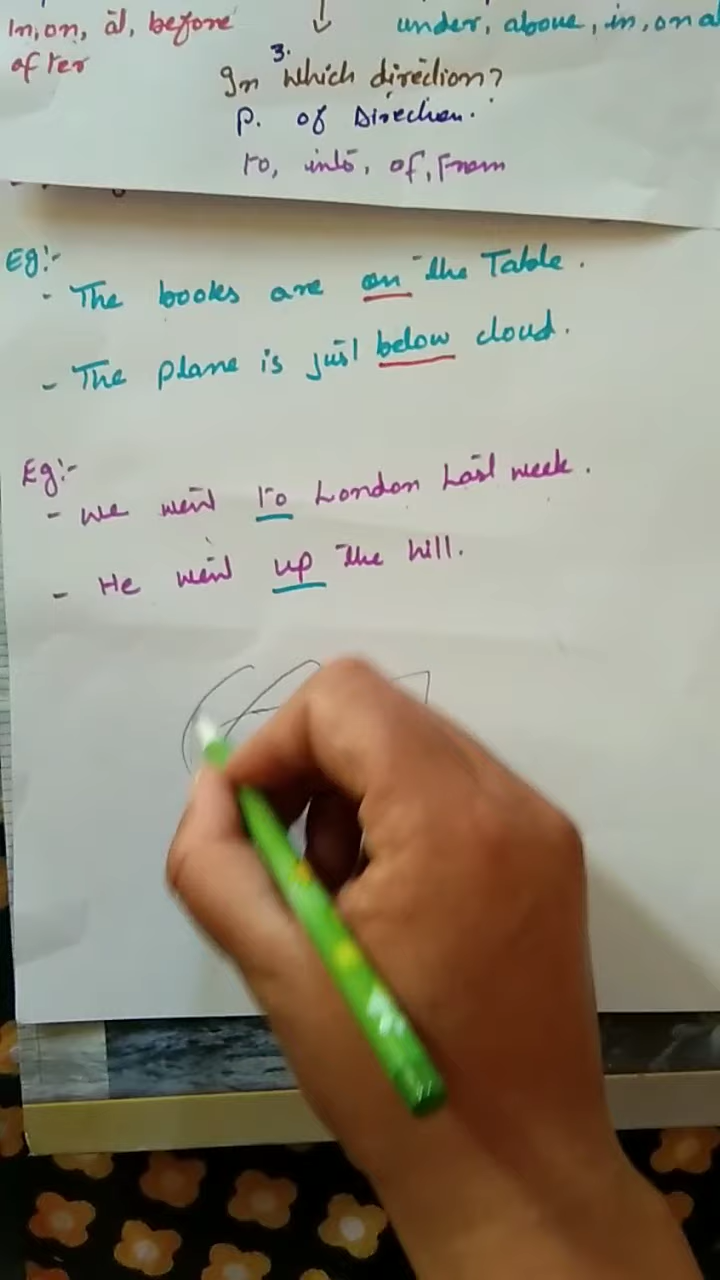 In, on, at, before
after
under, above, in, on a
3.
In which direction?
P. of Direction.
to, into, of, From
Eg:-
- The books are on the Table.
- The plane is just below cloud.
Eg:-
- We went to London Last week.
- He went up the hill.